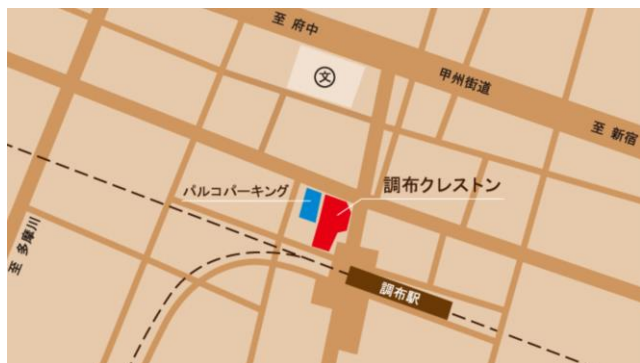 至 府中
文
甲州街道
至 新宿
パルコパーキング
調布クレストン
至 多摩川
調布駅